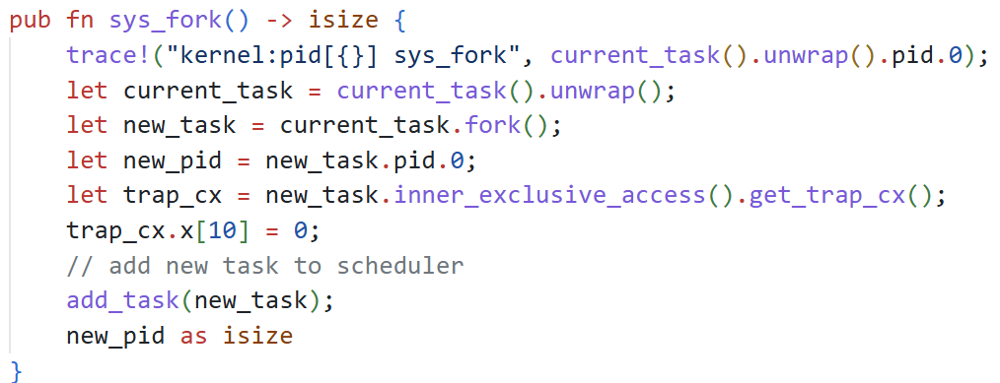 pub fn sys_fork() -> isize {
    trace!("kernel:pid[{}] sys_fork", current_task().unwrap().pid.0);
    let current_task = current_task().unwrap();
    let new_task = current_task.fork();
    let new_pid = new_task.pid.0;
    let trap_cx = new_task.inner_exclusive_access().get_trap_cx();
    trap_cx.x[10] = 0;
    // add new task to scheduler
    add_task(new_task);
    new_pid as isize
}